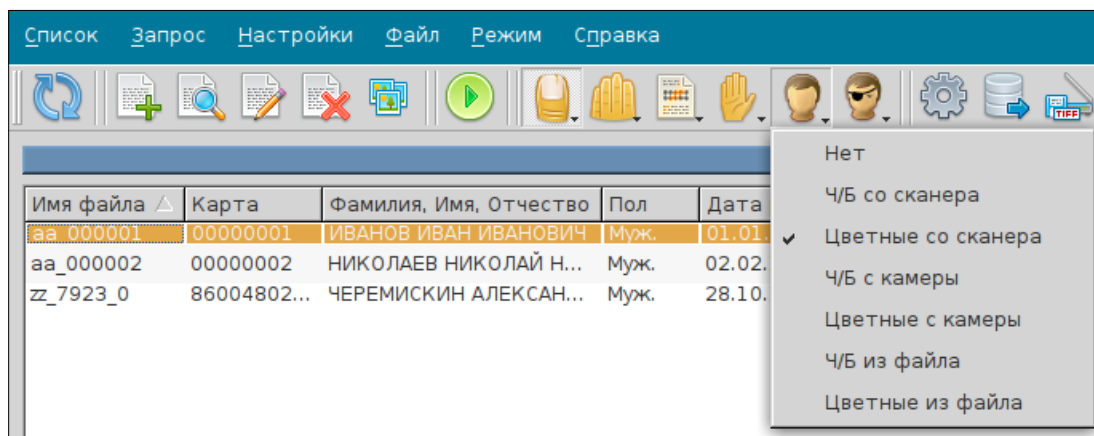 Список Запрос Настройки Файл Режим Справка
TIFF
Имя файла Карта Фамилия, Имя, Отчество Пол Дата
aa_000001 00000001 ИВАНОВ ИВАН ИВАНОВИЧ Муж. 01.01.
aa_000002 00000002 НИКОЛАЕВ НИКОЛАЙ Н... Муж. 02.02.
zz_7923_0 86004802... ЧЕРЕМИСКИН АЛЕКСАН... Муж. 28.10.
Нет
Ч/Б со сканера
Цветные со сканера
Ч/Б с камеры
Цветные с камеры
Ч/Б из файла
Цветные из файла